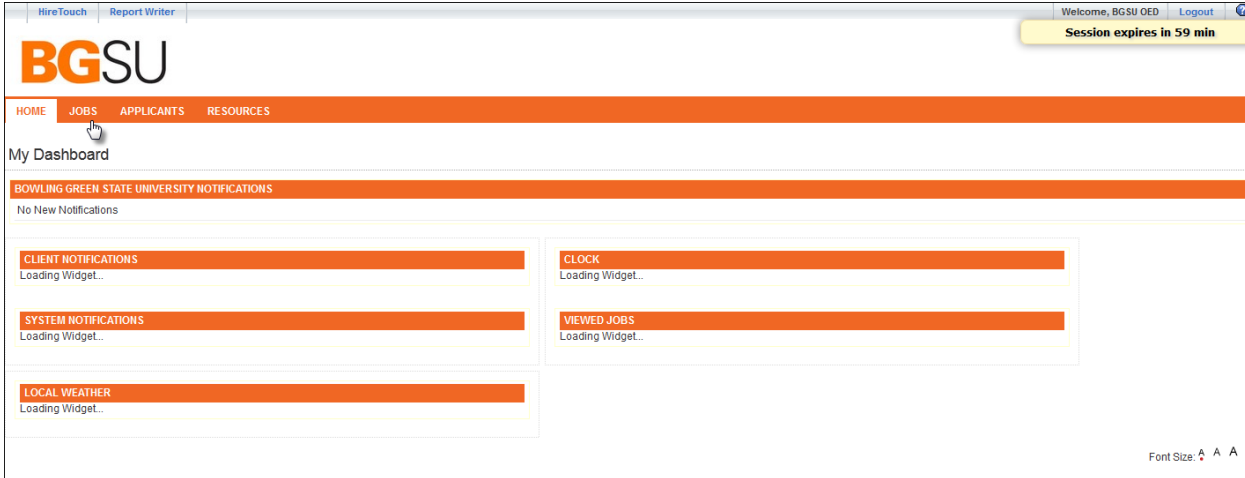 HireTouch Report Writer Welcome, BGSU OED Logout ?
Session expires in 59 min
BGSU
HOME JOBS APPLICANTS RESOURCES
My Dashboard
BOWLING GREEN STATE UNIVERSITY NOTIFICATIONS
No New Notifications
CLIENT NOTIFICATIONS
Loading Widget...
CLOCK
Loading Widget...
SYSTEM NOTIFICATIONS
Loading Widget...
VIEWED JOBS
Loading Widget...
LOCAL WEATHER
Loading Widget...
Font Size: A A A